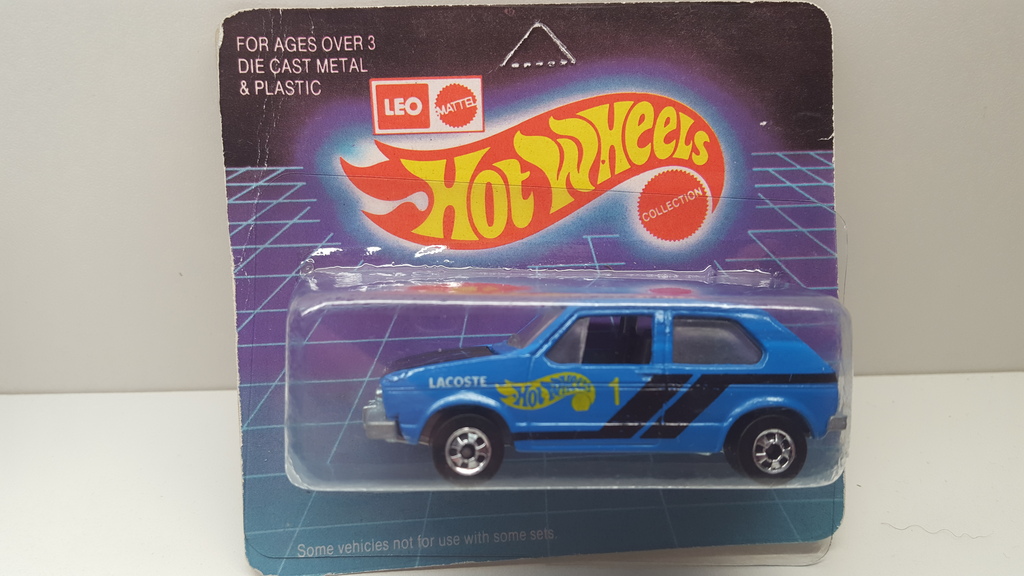 FOR AGES OVER 3
DIE CAST METAL
& PLASTIC
LEO MATTEL
HOT WHEELS
COLLECTION
LACOSTE HOT WHEELS 1
Some vehicles not for use with some sets.